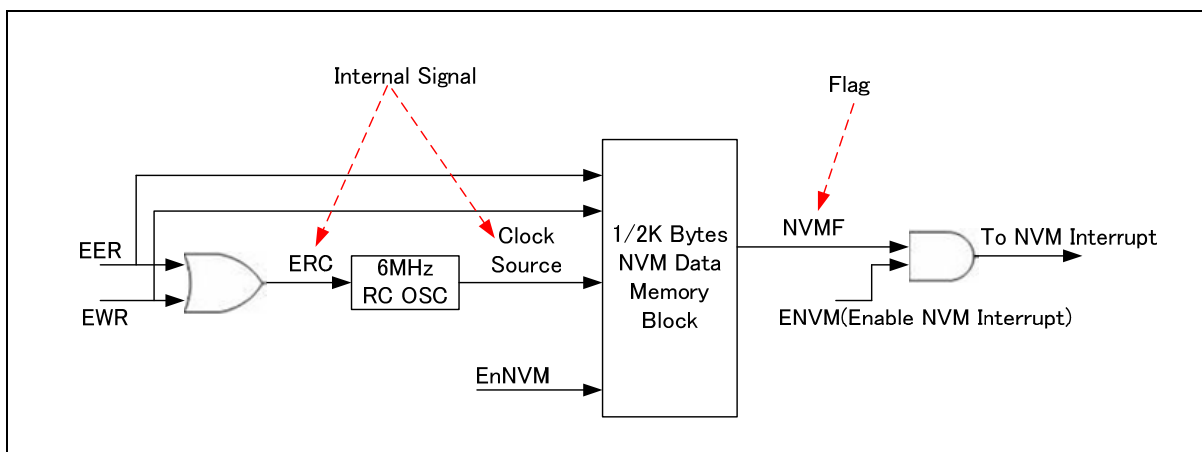 Internal Signal
Flag
EER
EWR
ERC
6MHz
RC OSC
Clock
Source
EnNVM
1/2K Bytes
NVM Data
Memory
Block
NVMF
ENVM(Enable NVM Interrupt)
To NVM Interrupt